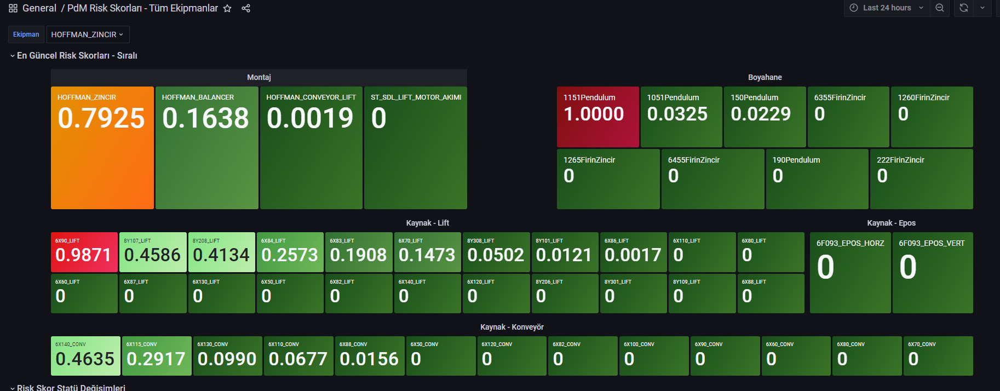 General / PdM Risk Skorları - Tüm Ekipmanlar
Last 24 hours
Ekipman
HOFFMAN_ZINCIR
En Güncel Risk Skorları - Sıralı
Montaj
HOFFMAN_ZINCIR
0.7925
HOFFMAN_BALANCER
0.1638
HOFFMAN_CONVEYOR_LIFT
0.0019
ST_SDL_LIFT_MOTOR_AKIMI
0
Boyahane
1151Pendulum
1.0000
1051Pendulum
0.0325
150Pendulum
0.0229
6355FirinZincir
0
1260FirinZincir
0
1265FirinZincir
0
6455FirinZincir
0
190Pendulum
0
222FirinZincir
0
Kaynak - Lift
6X90_LIFT
0.9871
8Y107_LIFT
0.4586
8Y208_LIFT
0.4134
6X84_LIFT
0.2573
6X83_LIFT
0.1908
6X70_LIFT
0.1473
8Y308_LIFT
0.0502
8Y101_LIFT
0.0121
6X86_LIFT
0.0017
6X110_LIFT
0
6X80_LIFT
0
6X60_LIFT
0
6X87_LIFT
0
6X130_LIFT
0
6X50_LIFT
0
6X82_LIFT
0
6X140_LIFT
0
6X120_LIFT
0
8Y206_LIFT
0
8Y301_LIFT
0
8Y109_LIFT
0
6X88_LIFT
0
Kaynak - Epos
6F093_EPOS_HORZ
0
6F093_EPOS_VERT
0
Kaynak - Konveyör
6X140_CONV
0.4635
6X115_CONV
0.2917
6X130_CONV
0.0990
6X110_CONV
0.0677
6X88_CONV
0.0156
6X50_CONV
0
6X120_CONV
0
6X82_CONV
0
6X100_CONV
0
6X90_CONV
0
6X60_CONV
0
6X80_CONV
0
6X70_CONV
0
Risk Skor Statü Değişimleri